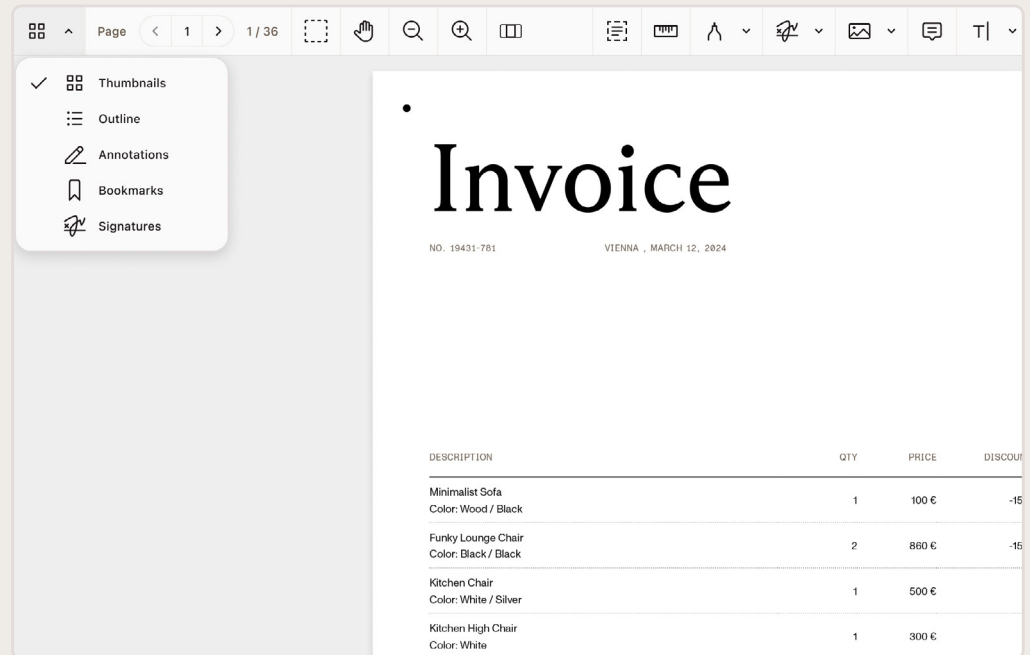 Page 1 1 / 36 T|
Thumbnails
Outline
Annotations
Bookmarks
Signatures
Invoice
NO. 19431-781 VIENNA , MARCH 12, 2024
DESCRIPTION QTY PRICE DISCOUN
Minimalist Sofa
Color: Wood / Black
1 100 € -15
Funky Lounge Chair
Color: Black / Black
2 860 € -15
Kitchen Chair
Color: White / Silver
1 500 €
Kitchen High Chair
Color: White
1 300 €